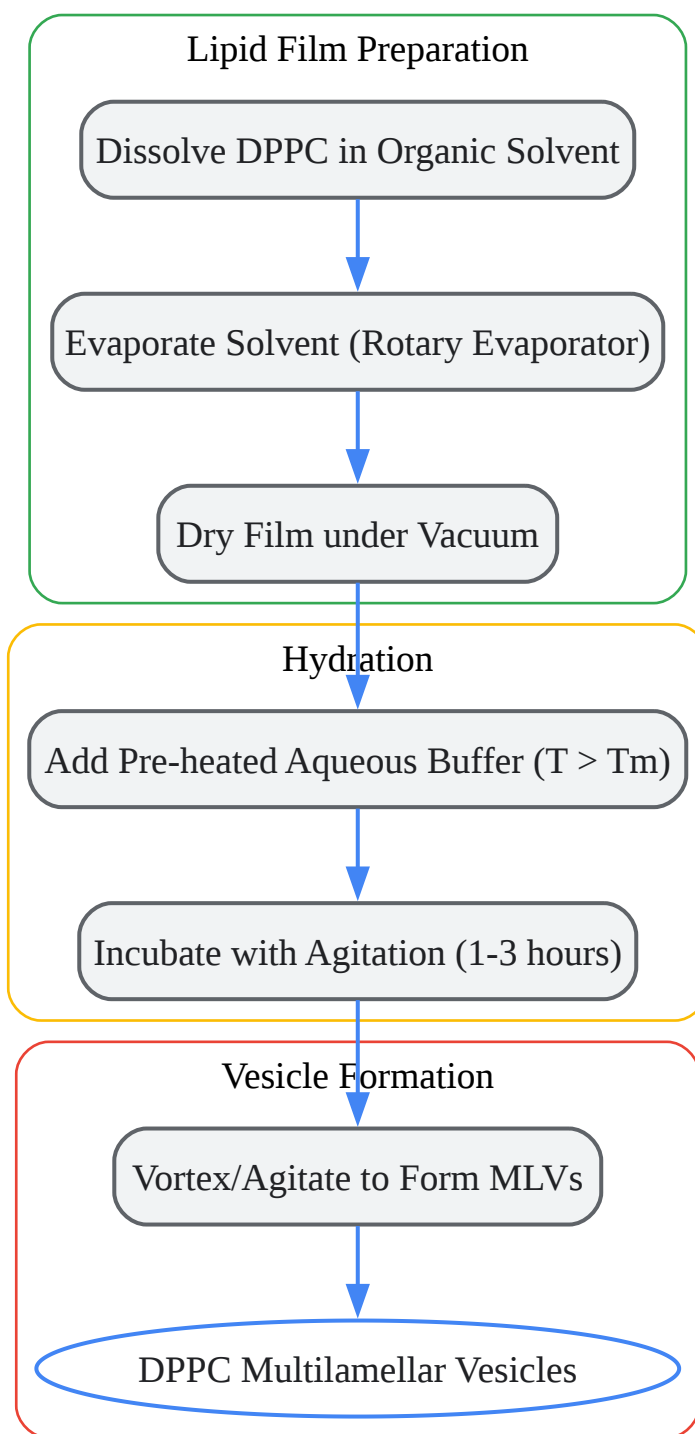 Lipid Film Preparation
Dissolve DPPC in Organic Solvent
Evaporate Solvent (Rotary Evaporator)
Dry Film under Vacuum
Hydration
Add Pre-heated Aqueous Buffer (T > Tm)
Incubate with Agitation (1-3 hours)
Vesicle Formation
Vortex/Agitate to Form MLVs
DPPC Multilamellar Vesicles